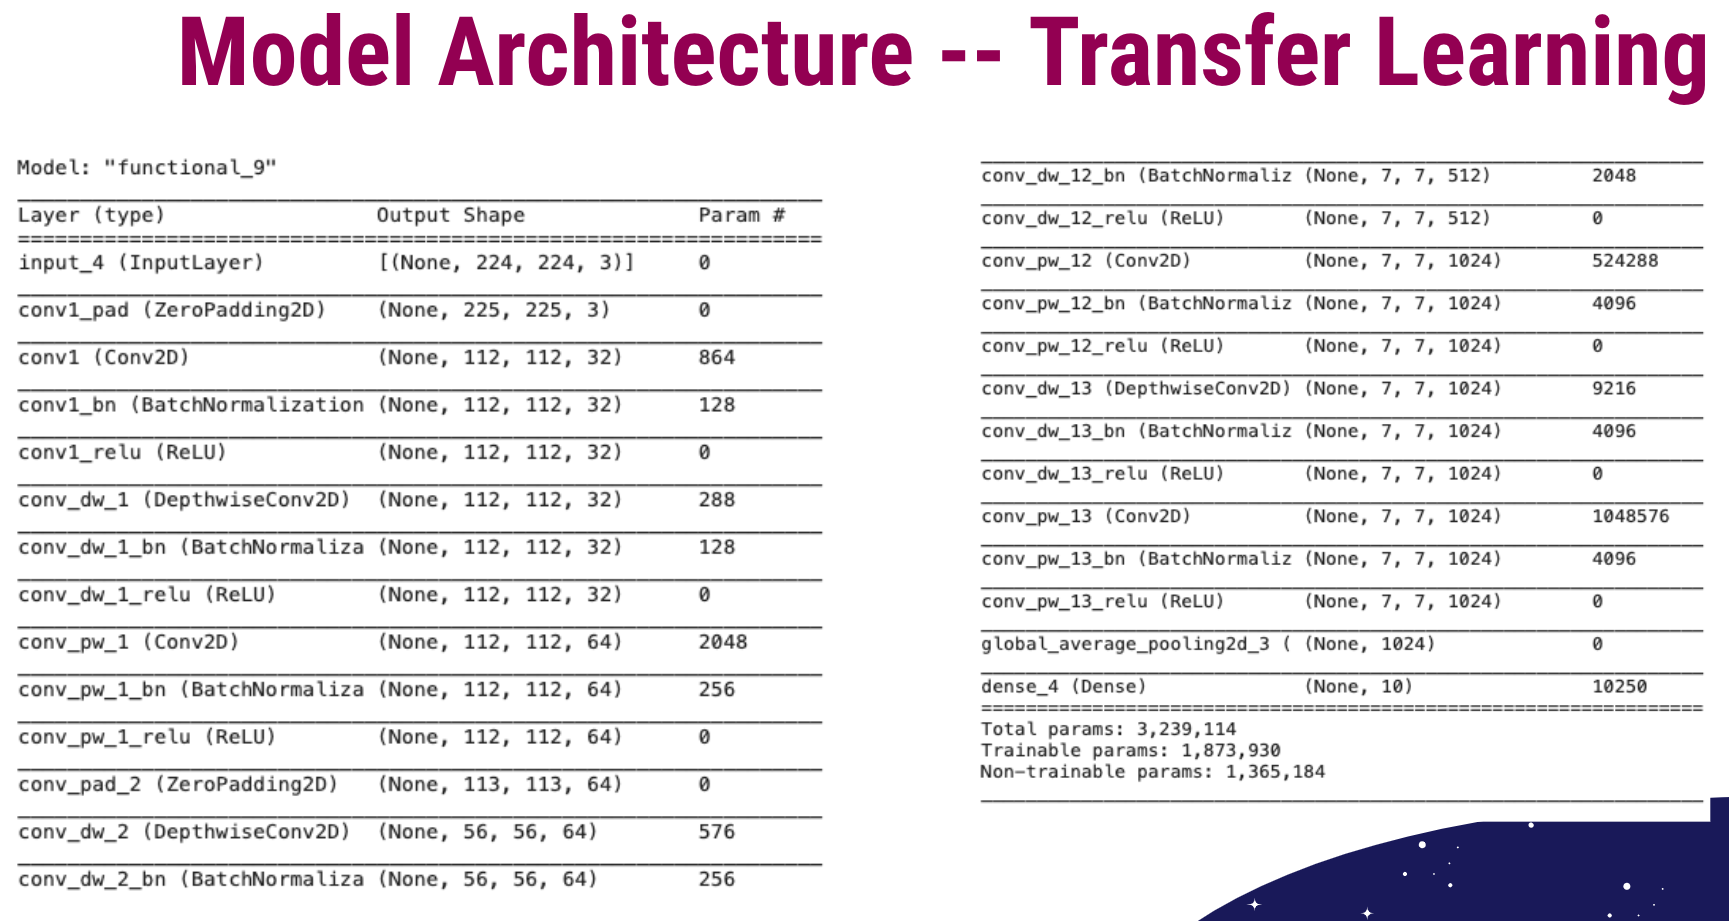 Model Architecture -- Transfer Learning
Model: "functional_9"
Layer (type) Output Shape Param #
input_4 (InputLayer) [(None, 224, 224, 3)] 0
conv1_pad (ZeroPadding2D) (None, 225, 225, 3) 0
conv1 (Conv2D) (None, 112, 112, 32) 864
conv1_bn (BatchNormalization (None, 112, 112, 32) 128
conv1_relu (ReLU) (None, 112, 112, 32) 0
conv_dw_1 (DepthwiseConv2D) (None, 112, 112, 32) 288
conv_dw_1_bn (BatchNormaliza (None, 112, 112, 32) 128
conv_dw_1_relu (ReLU) (None, 112, 112, 32) 0
conv_pw_1 (Conv2D) (None, 112, 112, 64) 2048
conv_pw_1_bn (BatchNormaliza (None, 112, 112, 64) 256
conv_pw_1_relu (ReLU) (None, 112, 112, 64) 0
conv_pad_2 (ZeroPadding2D) (None, 113, 113, 64) 0
conv_dw_2 (DepthwiseConv2D) (None, 56, 56, 64) 576
conv_dw_2_bn (BatchNormaliza (None, 56, 56, 64) 256
conv_dw_12_bn (BatchNormaliz (None, 7, 7, 512) 2048
conv_dw_12_relu (ReLU) (None, 7, 7, 512) 0
conv_pw_12 (Conv2D) (None, 7, 7, 1024) 524288
conv_pw_12_bn (BatchNormaliz (None, 7, 7, 1024) 4096
conv_pw_12_relu (ReLU) (None, 7, 7, 1024) 0
conv_dw_13 (DepthwiseConv2D) (None, 7, 7, 1024) 9216
conv_dw_13_bn (BatchNormaliz (None, 7, 7, 1024) 4096
conv_dw_13_relu (ReLU) (None, 7, 7, 1024) 0
conv_pw_13 (Conv2D) (None, 7, 7, 1024) 1048576
conv_pw_13_bn (BatchNormaliz (None, 7, 7, 1024) 4096
conv_pw_13_relu (ReLU) (None, 7, 7, 1024) 0
global_average_pooling2d_3 ( (None, 1024) 0
dense_4 (Dense) (None, 10) 10250
Total params: 3,239,114
Trainable params: 1,873,930
Non-trainable params: 1,365,184